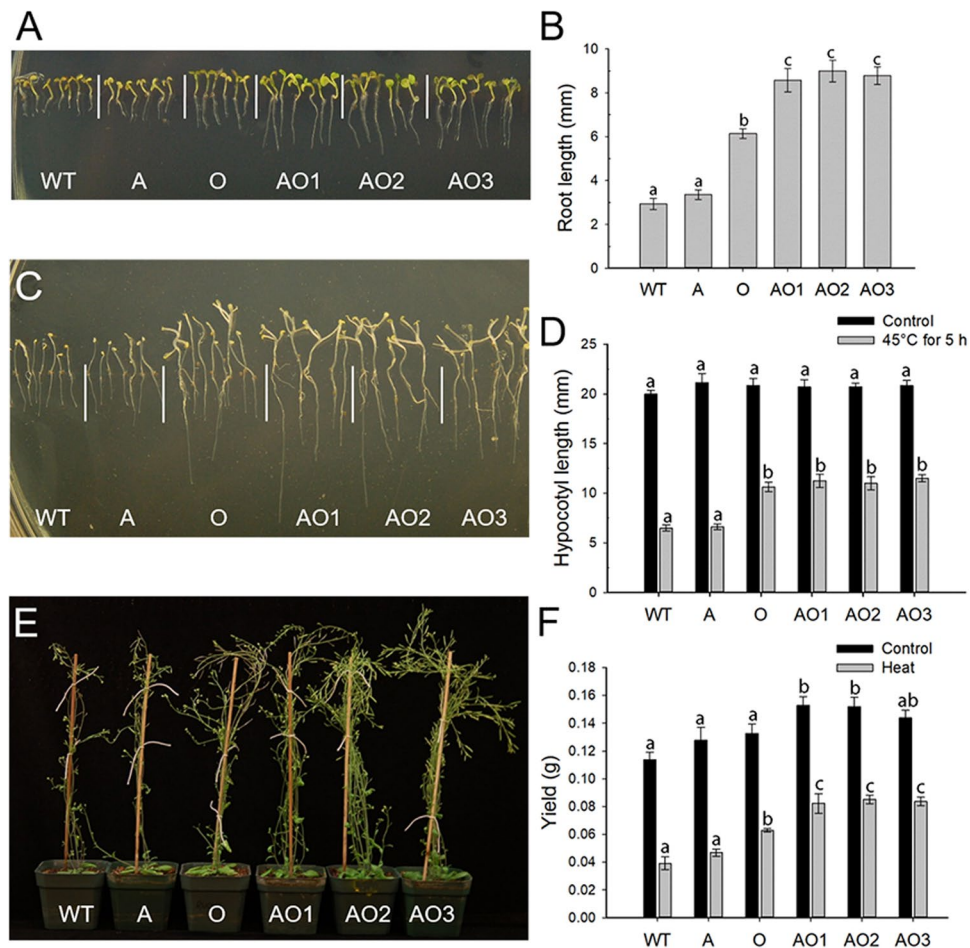 A
WT A O AO1 AO2 AO3
B
Root length (mm)
10
8
6
4
2
0
a a b c c c
WT A O AO1 AO2 AO3
C
WT A O AO1 AO2 AO3
D
Control
45°C for 5 h
Hypocotyl length (mm)
25
20
15
10
5
0
a a a a a a
a a b b b b
WT A O AO1 AO2 AO3
E
WT A O AO1 AO2 AO3
F
Control
Heat
Yield (g)
0.18
0.16
0.14
0.12
0.10
0.08
0.06
0.04
0.02
0.00
a a a b b ab
a a b c c c
WT A O AO1 AO2 AO3